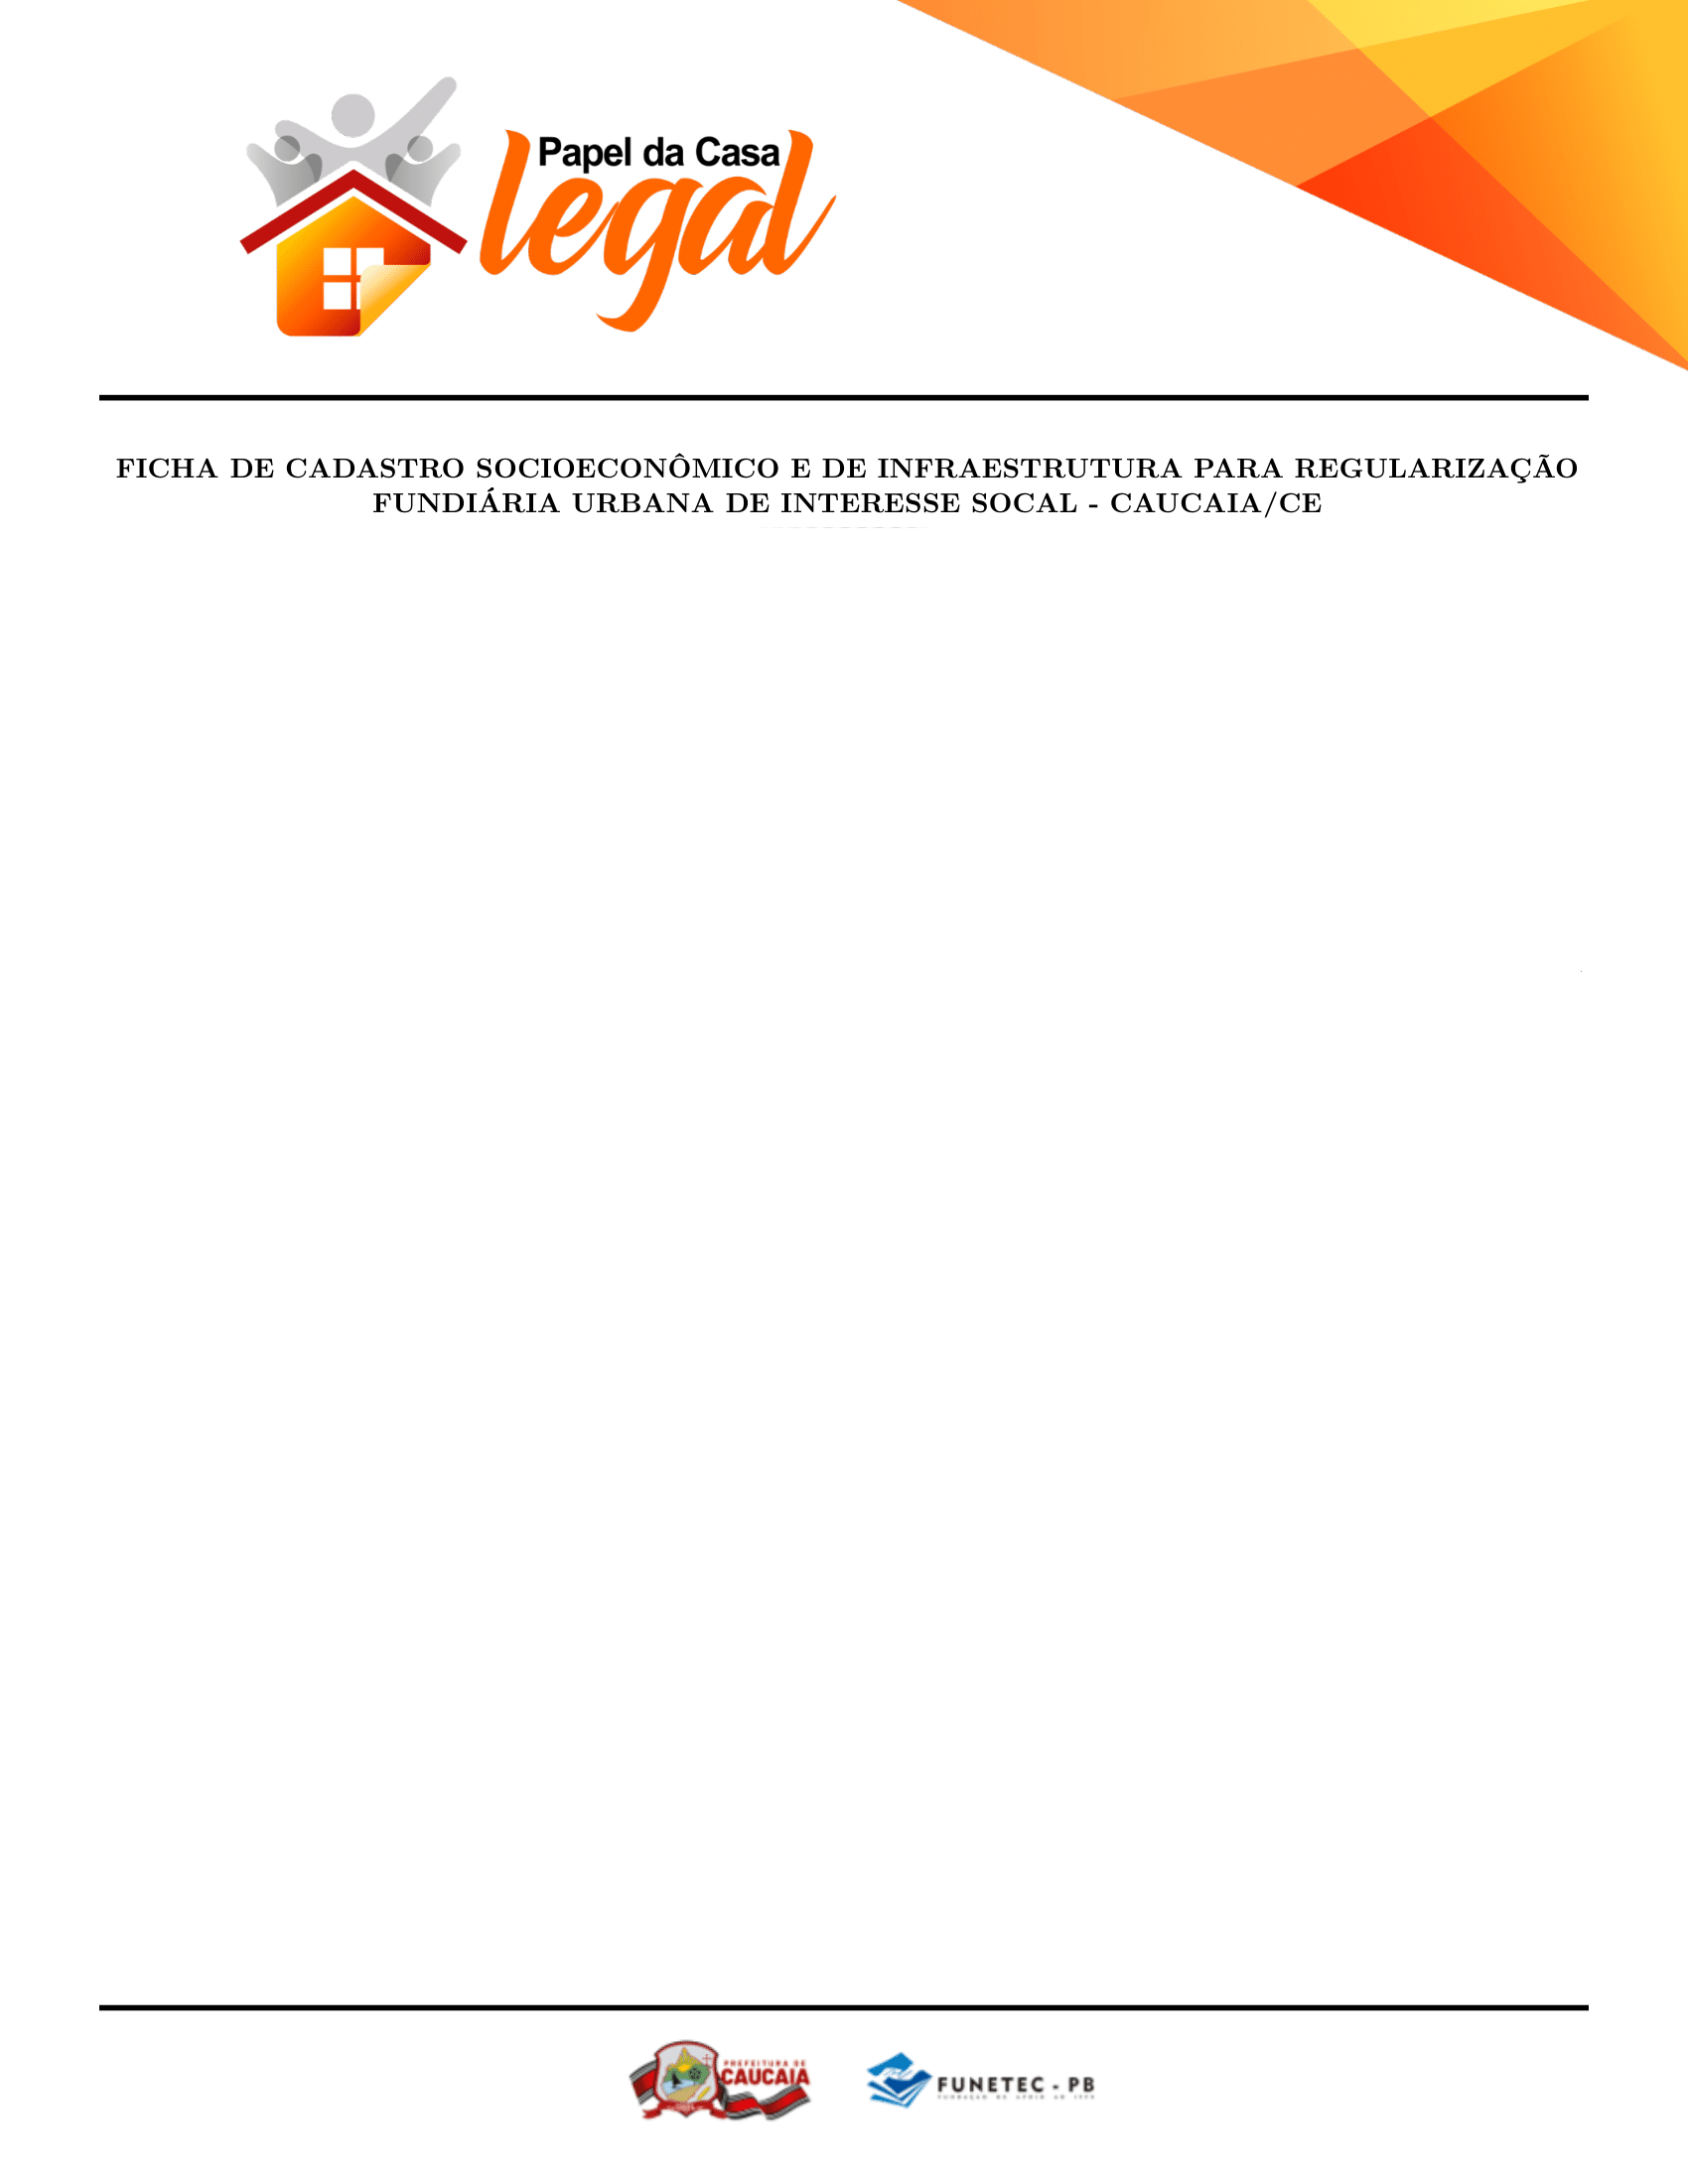 Papel da Casa
legal
FICHA DE CADASTRO SOCIOECONÔMICO E DE INFRAESTRUTURA PARA REGULARIZAÇÃO
FUNDIÁRIA URBANA DE INTERESSE SOCAL - CAUCAIA/CE
PREFEITURA DE
CAUCAIA
FUNETEC - PB